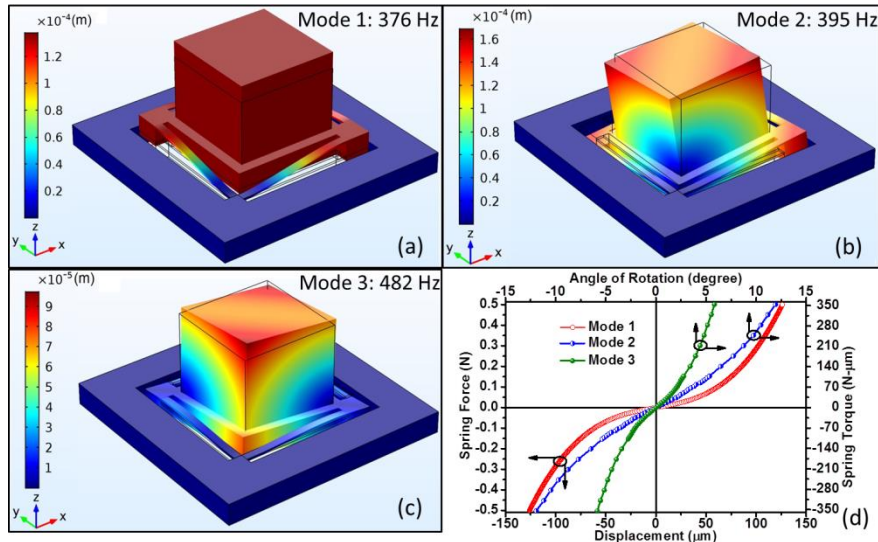 ×10⁻⁴(m)
Mode 1: 376 Hz
1.2
1
0.8
0.6
0.4
0.2
z
y
x
(a)
×10⁻⁴(m)
Mode 2: 395 Hz
1.6
1.4
1.2
1
0.8
0.6
0.4
0.2
z
y
x
(b)
×10⁻⁵(m)
Mode 3: 482 Hz
9
8
7
6
5
4
3
2
1
z
y
x
(c)
Angle of Rotation (degree)
-15 -10 -5 0 5 10 15
Mode 1
Mode 2
Mode 3
Spring Force (N)
0.5
0.4
0.3
0.2
0.1
0.0
-0.1
-0.2
-0.3
-0.4
-0.5
350
280
210
140
70
0
-70
-140
-210
-280
-350
Spring Torque (N-μm)
-125 -100 -75 -50 -25 0 25 50 75 100 125
Displacement (μm)
(d)